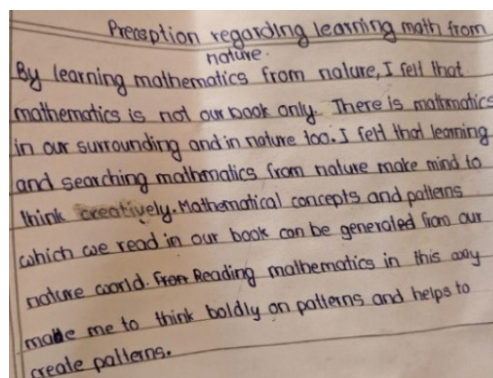 Preception regarding learning math from
nature.
By learning mathematics from nature, I felt that
mathematics is not our book only. There is mathmatics
in our surrounding and in nature too. I felt that learning
and searching mathmatics from nature make mind to
think creatively. Mathematical concepts and patterns
which we read in our book can be generated from our
nature world. From Reading mathematics in this way
made me to think boldly on patterns and helps to
create patterns.